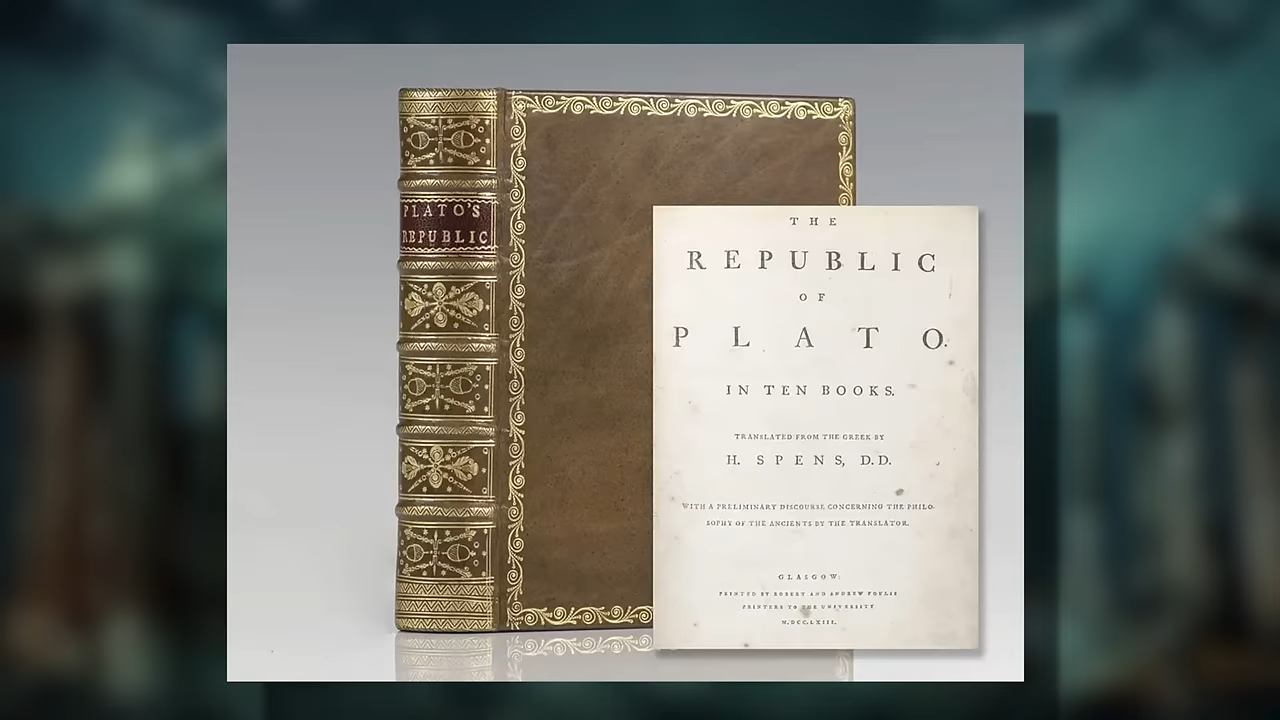 PLATO'S
REPUBLIC
THE
REPUBLIC
OF
PLATO.
IN TEN BOOKS.
TRANSLATED FROM THE GREEK BY
H. SPENS, D.D.
WITH A PRELIMINARY DISCOURSE CONCERNING THE PHILO-
SOPHY OF THE ANCIENTS BY THE TRANSLATOR.
GLASGOW:
PRINTED BY ROBERT AND ANDREW FOULIS
PRINTERS TO THE UNIVERSITY
M.DCC.LXIII.